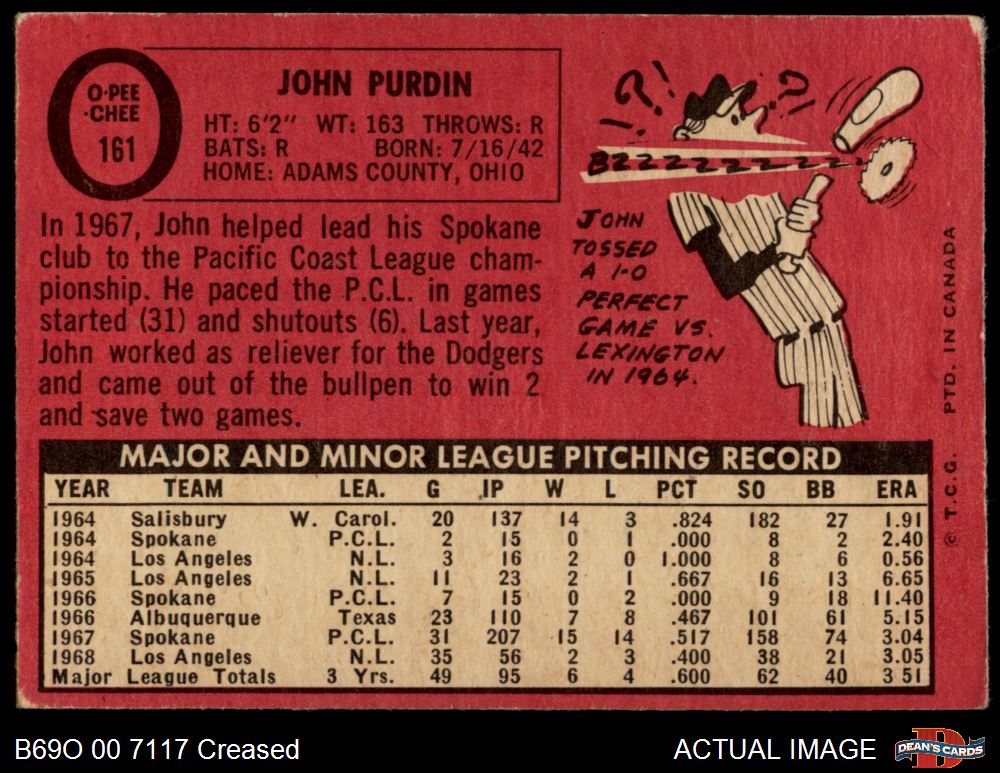 O-PEE
-CHEE
161
JOHN PURDIN
HT: 6'2" WT: 163 THROWS: R
BATS: R BORN: 7/16/42
HOME: ADAMS COUNTY, OHIO
In 1967, John helped lead his Spokane
club to the Pacific Coast League cham-
pionship. He paced the P.C.L. in games
started (31) and shutouts (6). Last year,
John worked as reliever for the Dodgers
and came out of the bullpen to win 2
and save two games.
?! ?!
BZZZZZZZZZZ
JOHN
TOSSED
A 1-0
PERFECT
GAME VS.
LEXINGTON
IN 1964.
© T.C.G. PTD. IN CANADA
MAJOR AND MINOR LEAGUE PITCHING RECORD
YEAR TEAM LEA. G IP W L PCT SO BB ERA
1964 Salisbury W. Carol. 20 137 14 3 .824 182 27 1.91
1964 Spokane P.C.L. 2 15 0 1 .000 8 2 2.40
1964 Los Angeles N.L. 3 16 2 0 1.000 8 6 0.56
1965 Los Angeles N.L. 11 23 2 1 .667 16 13 6.65
1966 Spokane P.C.L. 7 15 0 2 .000 9 18 11.40
1966 Albuquerque Texas 23 110 7 8 .467 101 61 5.15
1967 Spokane P.C.L. 31 207 15 14 .517 158 74 3.04
1968 Los Angeles N.L. 35 56 2 3 .400 38 21 3.05
Major League Totals 3 Yrs. 49 95 6 4 .600 62 40 3 51
B69O 00 7117 Creased
ACTUAL IMAGE
DEAN'S CARDS